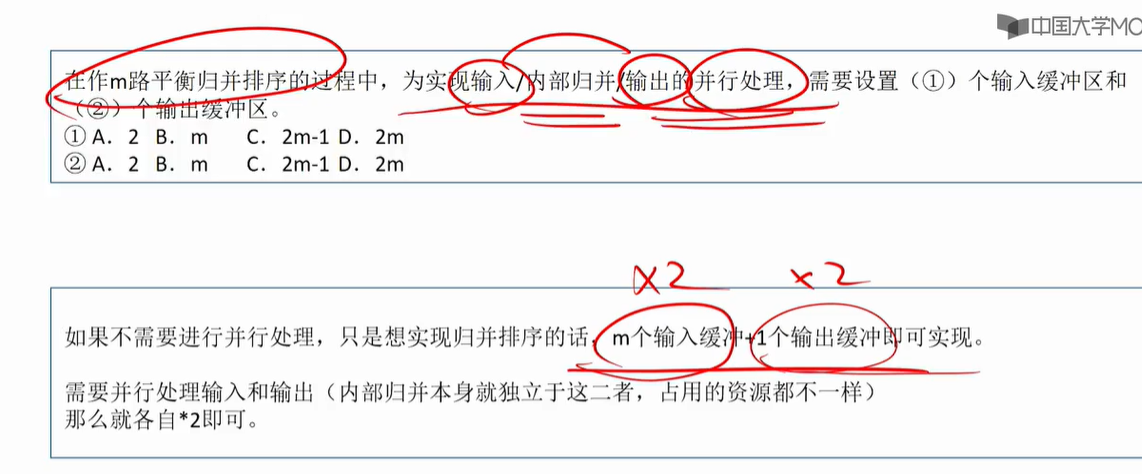 中国大学MO
在作m路平衡归并排序的过程中，为实现输入/内部归并/输出的并行处理，需要设置（①）个输入缓冲区和
（②）个输出缓冲区。
① A. 2 B. m C. 2m-1 D. 2m
② A. 2 B. m C. 2m-1 D. 2m
×2 ×2
如果不需要进行并行处理，只是想实现归并排序的话，m个输入缓冲+1个输出缓冲即可实现。
需要并行处理输入和输出（内部归并本身就独立于这二者，占用的资源都不一样）
那么就各自*2即可。